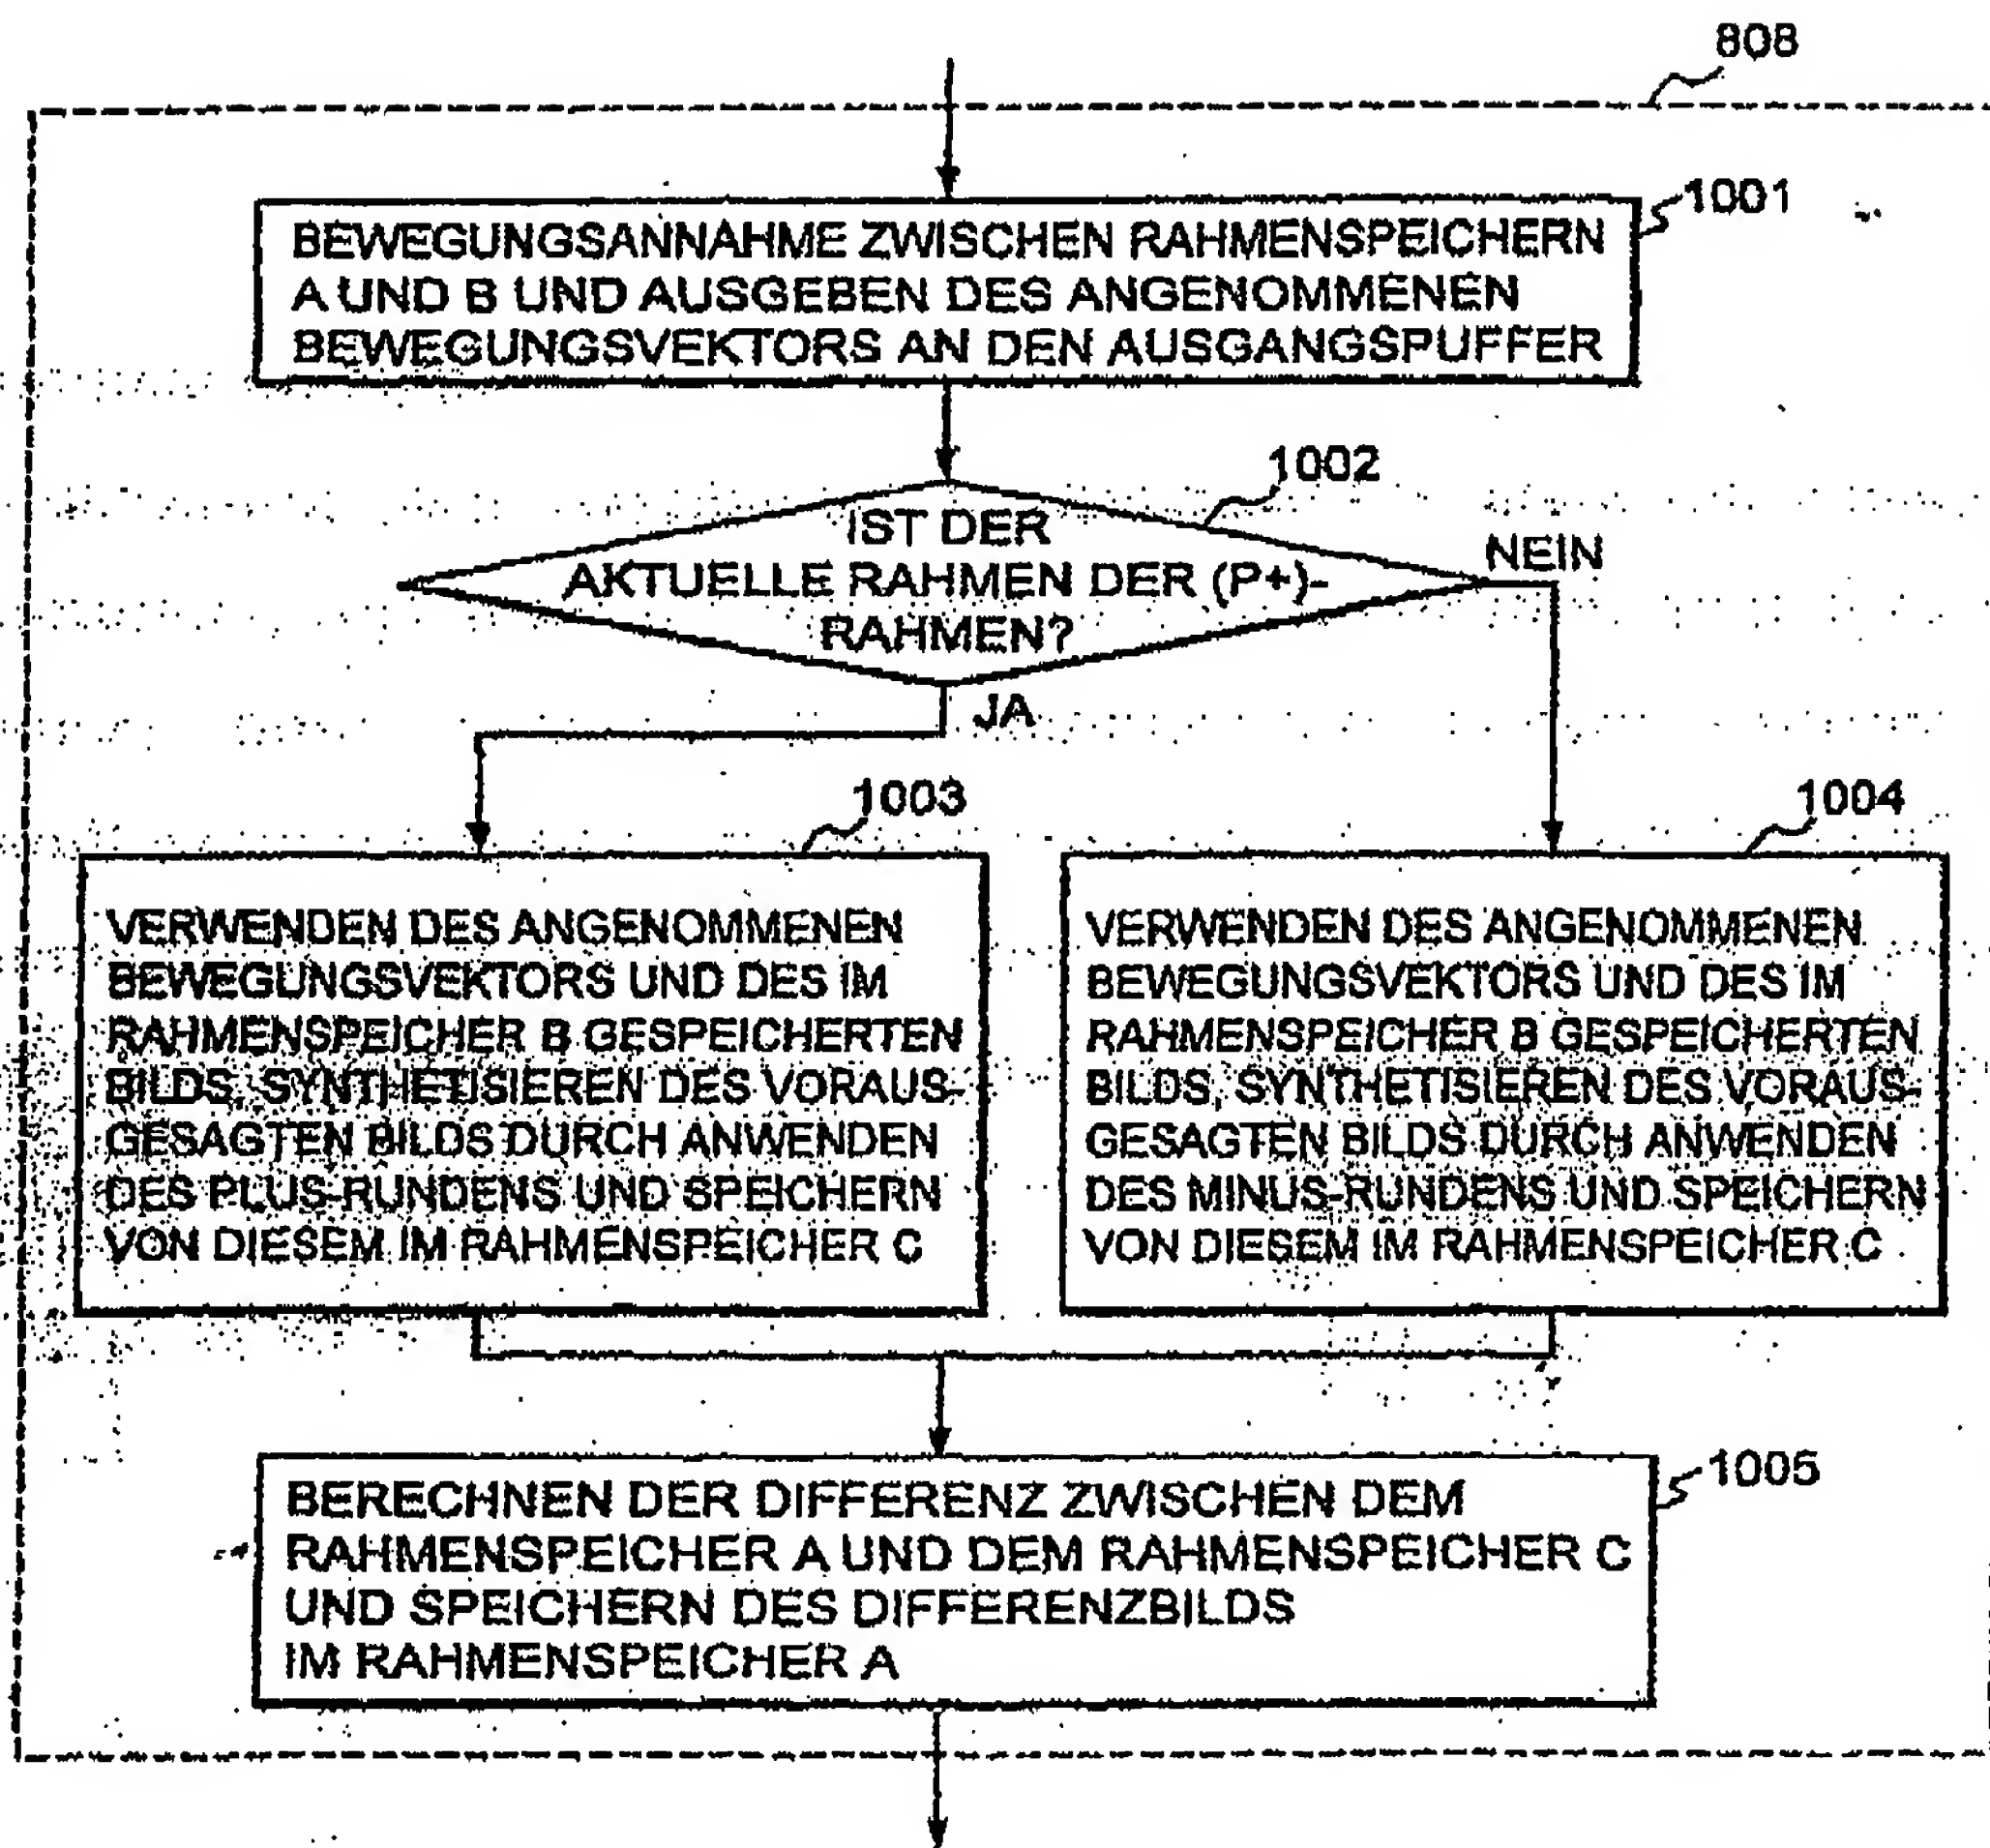 808
1001
BEWEGUNGSANNAHME ZWISCHEN RAHMENSPEICHERN
A UND B UND AUSGEBEN DES ANGENOMMENEN
BEWEGUNGSVEKTORS AN DEN AUSGANGSPUFFER
1002
IST DER
AKTUELLE RAHMEN DER (P+)-
RAHMEN?
NEIN
JA
1003
VERWENDEN DES ANGENOMMENEN
BEWEGUNGSVEKTORS UND DES IM
RAHMENSPEICHER B GESPEICHERTEN
BILDS, SYNTHETISIEREN DES VORAUS-
GESAGTEN BILDS DURCH ANWENDEN
DES PLUS-RUNDENS UND SPEICHERN
VON DIESEM IM RAHMENSPEICHER C
1004
VERWENDEN DES ANGENOMMENEN
BEWEGUNGSVEKTORS UND DES IM
RAHMENSPEICHER B GESPEICHERTEN
BILDS, SYNTHETISIEREN DES VORAUS-
GESAGTEN BILDS DURCH ANWENDEN
DES MINUS-RUNDENS UND SPEICHERN
VON DIESEM IM RAHMENSPEICHER C
1005
BERECHNEN DER DIFFERENZ ZWISCHEN DEM
RAHMENSPEICHER A UND DEM RAHMENSPEICHER C
UND SPEICHERN DES DIFFERENZBILDS
IM RAHMENSPEICHER A